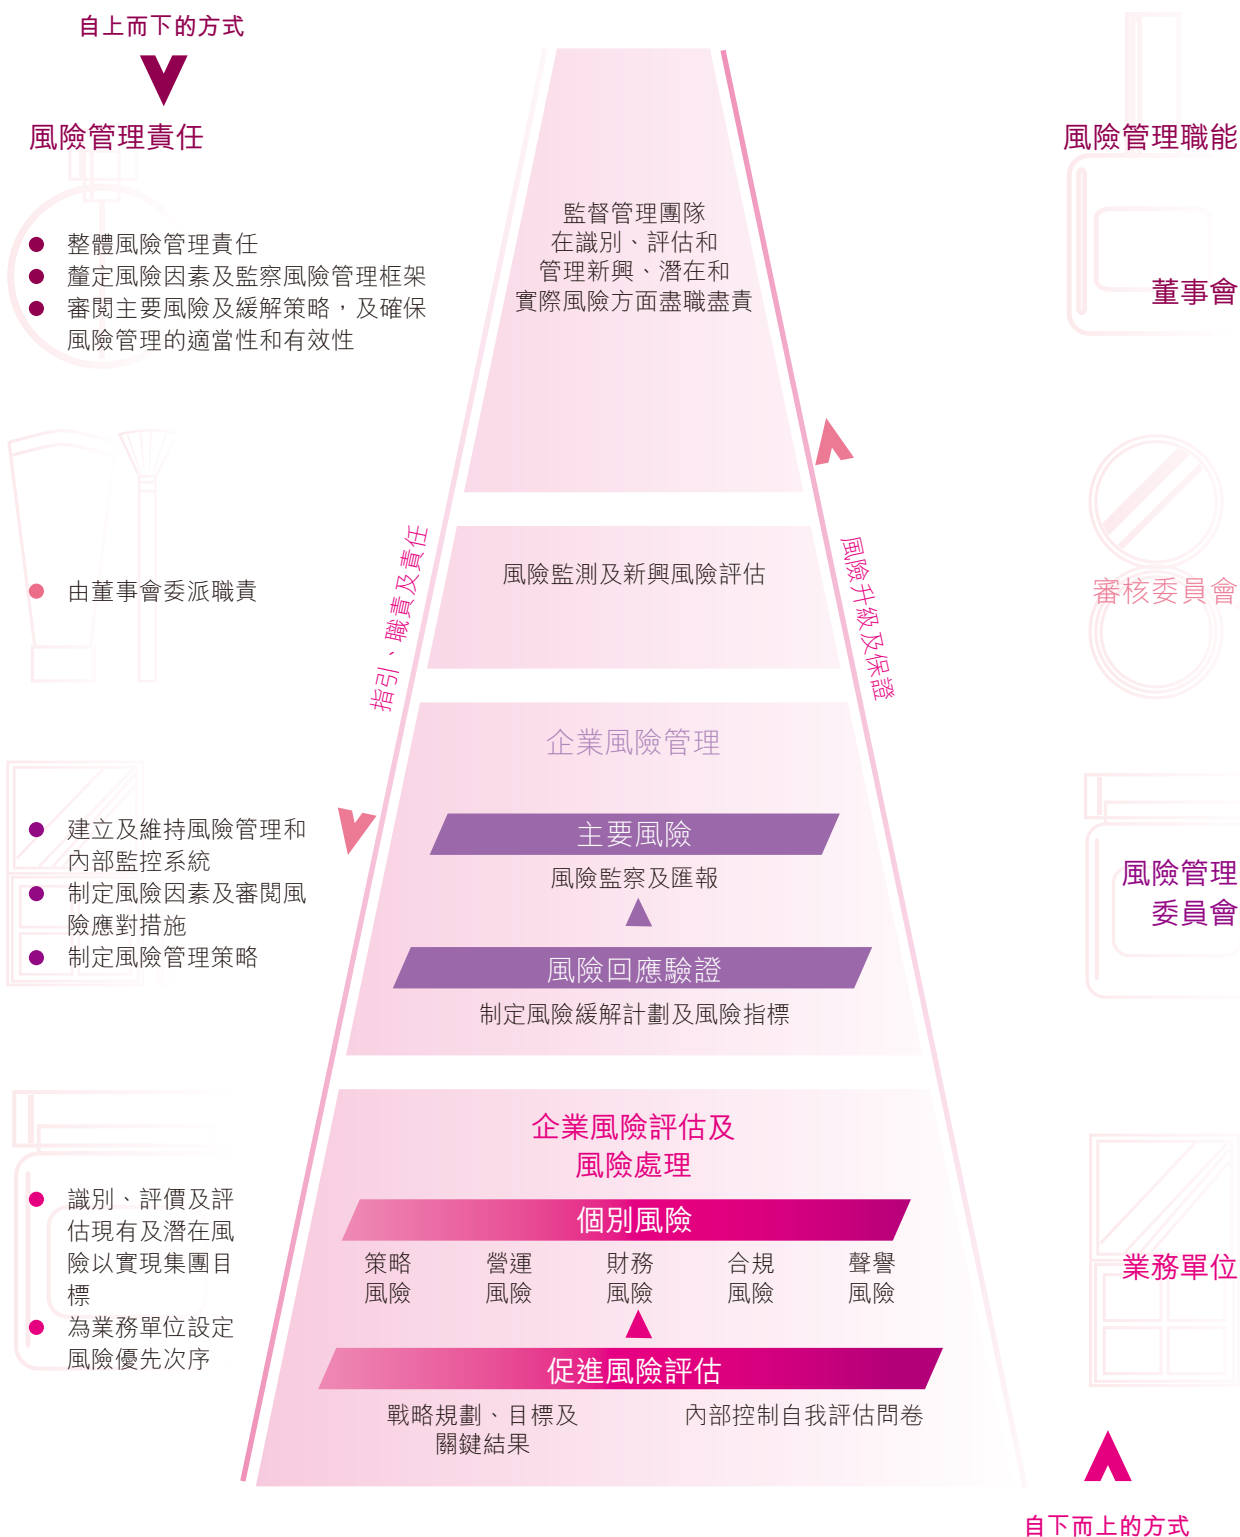 自上而下的方式
風險管理責任
風險管理職能
整體風險管理責任
釐定風險因素及監察風險管理框架
審閱主要風險及緩解策略，及確保
風險管理的適當性和有效性
監督管理團隊
在識別、評估和
管理新興、潛在和
實際風險方面盡職盡責
董事會
指引、職責及責任
風險升級及保證
由董事會委派職責
風險監測及新興風險評估
審核委員會
建立及維持風險管理和
內部監控系統
制定風險因素及審閱風
險應對措施
制定風險管理策略
企業風險管理
主要風險
風險監察及匯報
風險回應驗證
制定風險緩解計劃及風險指標
風險管理
委員會
識別、評價及評
估現有及潛在風
險以實現集團目
標
為業務單位設定
風險優先次序
企業風險評估及
風險處理
個別風險
策略
風險
營運
風險
財務
風險
合規
風險
聲譽
風險
促進風險評估
戰略規劃、目標及
關鍵結果
內部控制自我評估問卷
業務單位
自下而上的方式